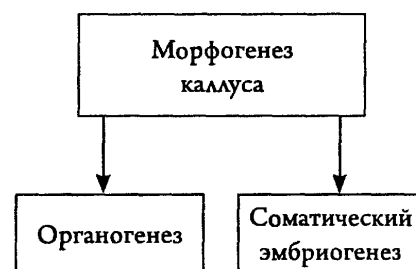 Морфогенез
каллуса
Органогенез
Соматический
эмбриогенез